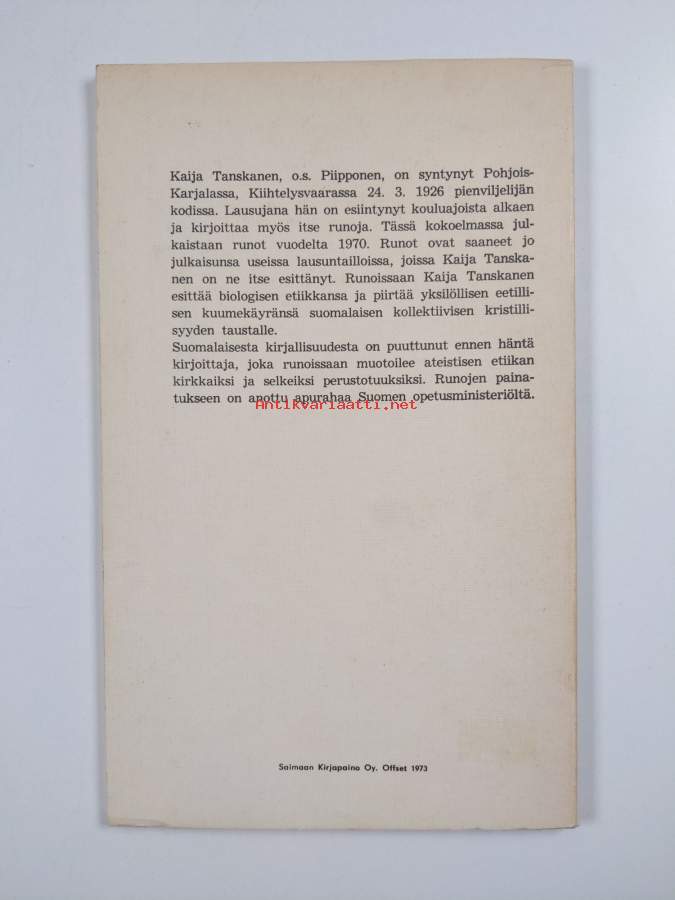 Kaija Tanskanen, o.s. Piipponen, on syntynyt Pohjois-
Karjalassa, Kiihtelysvaarassa 24. 3. 1926 pienviljelijän
kodissa. Lausujana hän on esiintynyt kouluajoista alkaen
ja kirjoittaa myös itse runoja. Tässä kokoelmassa jul-
kaistaan runot vuodelta 1970. Runot ovat saaneet jo
julkaisunsa useissa lausuntailloissa, joissa Kaija Tanska-
nen on ne itse esittänyt. Runoissaan Kaija Tanskanen
esittää biologisen etiikkansa ja piirtää yksilöllisen eetilli-
sen kuumekäyränsä suomalaisen kollektiivisen kristilli-
syyden taustalle.
Suomalaisesta kirjallisuudesta on puuttunut ennen häntä
kirjoittaja, joka runoissaan muotoilee ateistisen etiikan
kirkkaiksi ja selkeiksi perustotuuksiksi. Runojen paina-
tukseen on anottu apurahaa Suomen opetusministeriöltä.
Antikvariaatti.net
Saimaan Kirjapaino Oy. Offset 1973